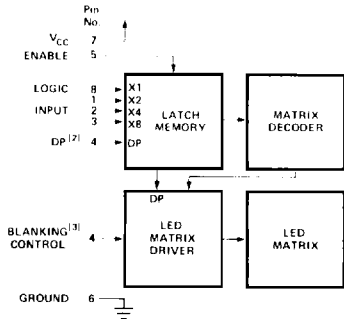 Pin
No.
VCC 7
ENABLE 5
LOGIC 8 X1
1 X2
INPUT 2 X4
3 X8
DP[2] 4 DP
LATCH
MEMORY
MATRIX
DECODER
DP
BLANKING[3]
CONTROL 4
LED
MATRIX
DRIVER
LED
MATRIX
GROUND 6